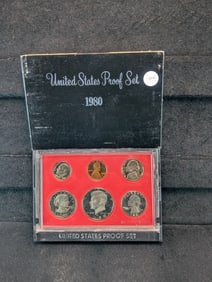 United States Proof Set
1980
UNITED STATES PROOF SET